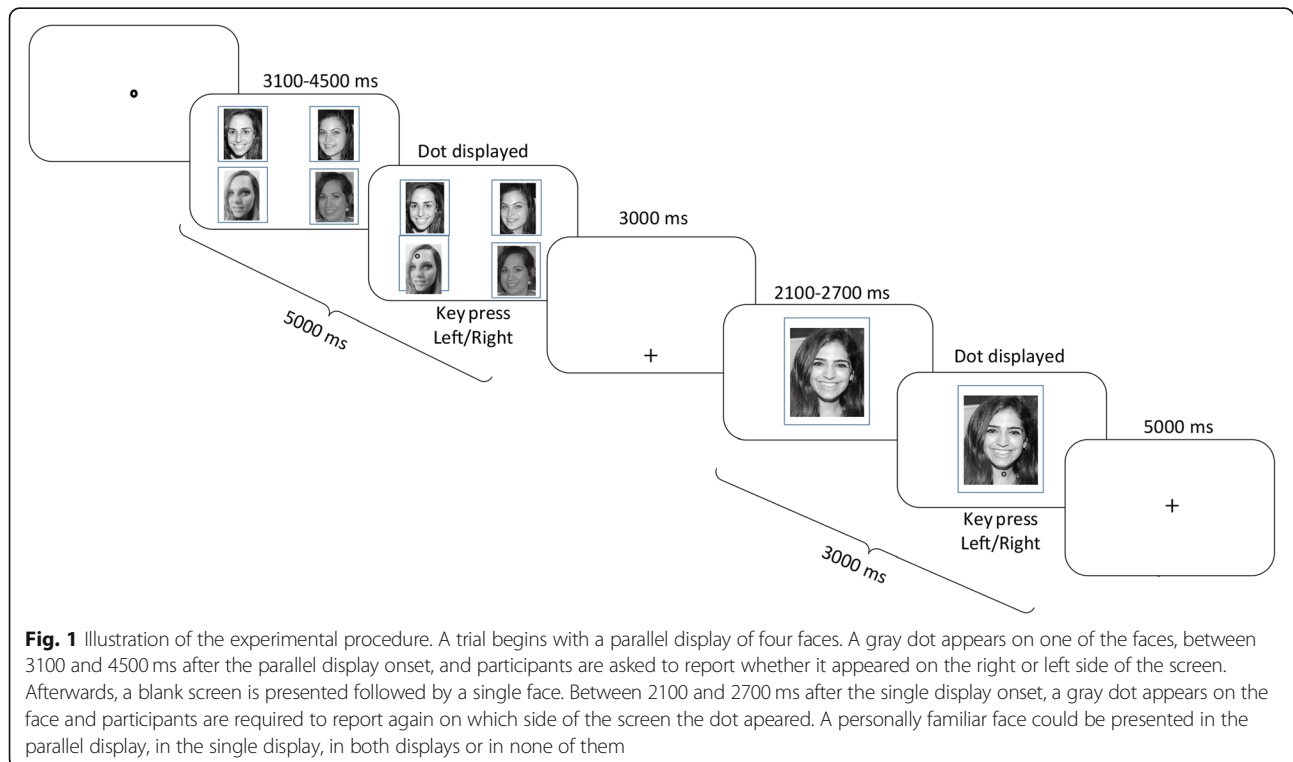 3100-4500 ms
Dot displayed
3000 ms
5000 ms
Key press
Left/Right
2100-2700 ms
Dot displayed
5000 ms
+
+
Key press
Left/Right
3000 ms
Fig. 1 Illustration of the experimental procedure. A trial begins with a parallel display of four faces. A gray dot appears on one of the faces, between
3100 and 4500 ms after the parallel display onset, and participants are asked to report whether it appeared on the right or left side of the screen.
Afterwards, a blank screen is presented followed by a single face. Between 2100 and 2700 ms after the single display onset, a gray dot appears on the
face and participants are required to report again on which side of the screen the dot apeared. A personally familiar face could be presented in the
parallel display, in the single display, in both displays or in none of them